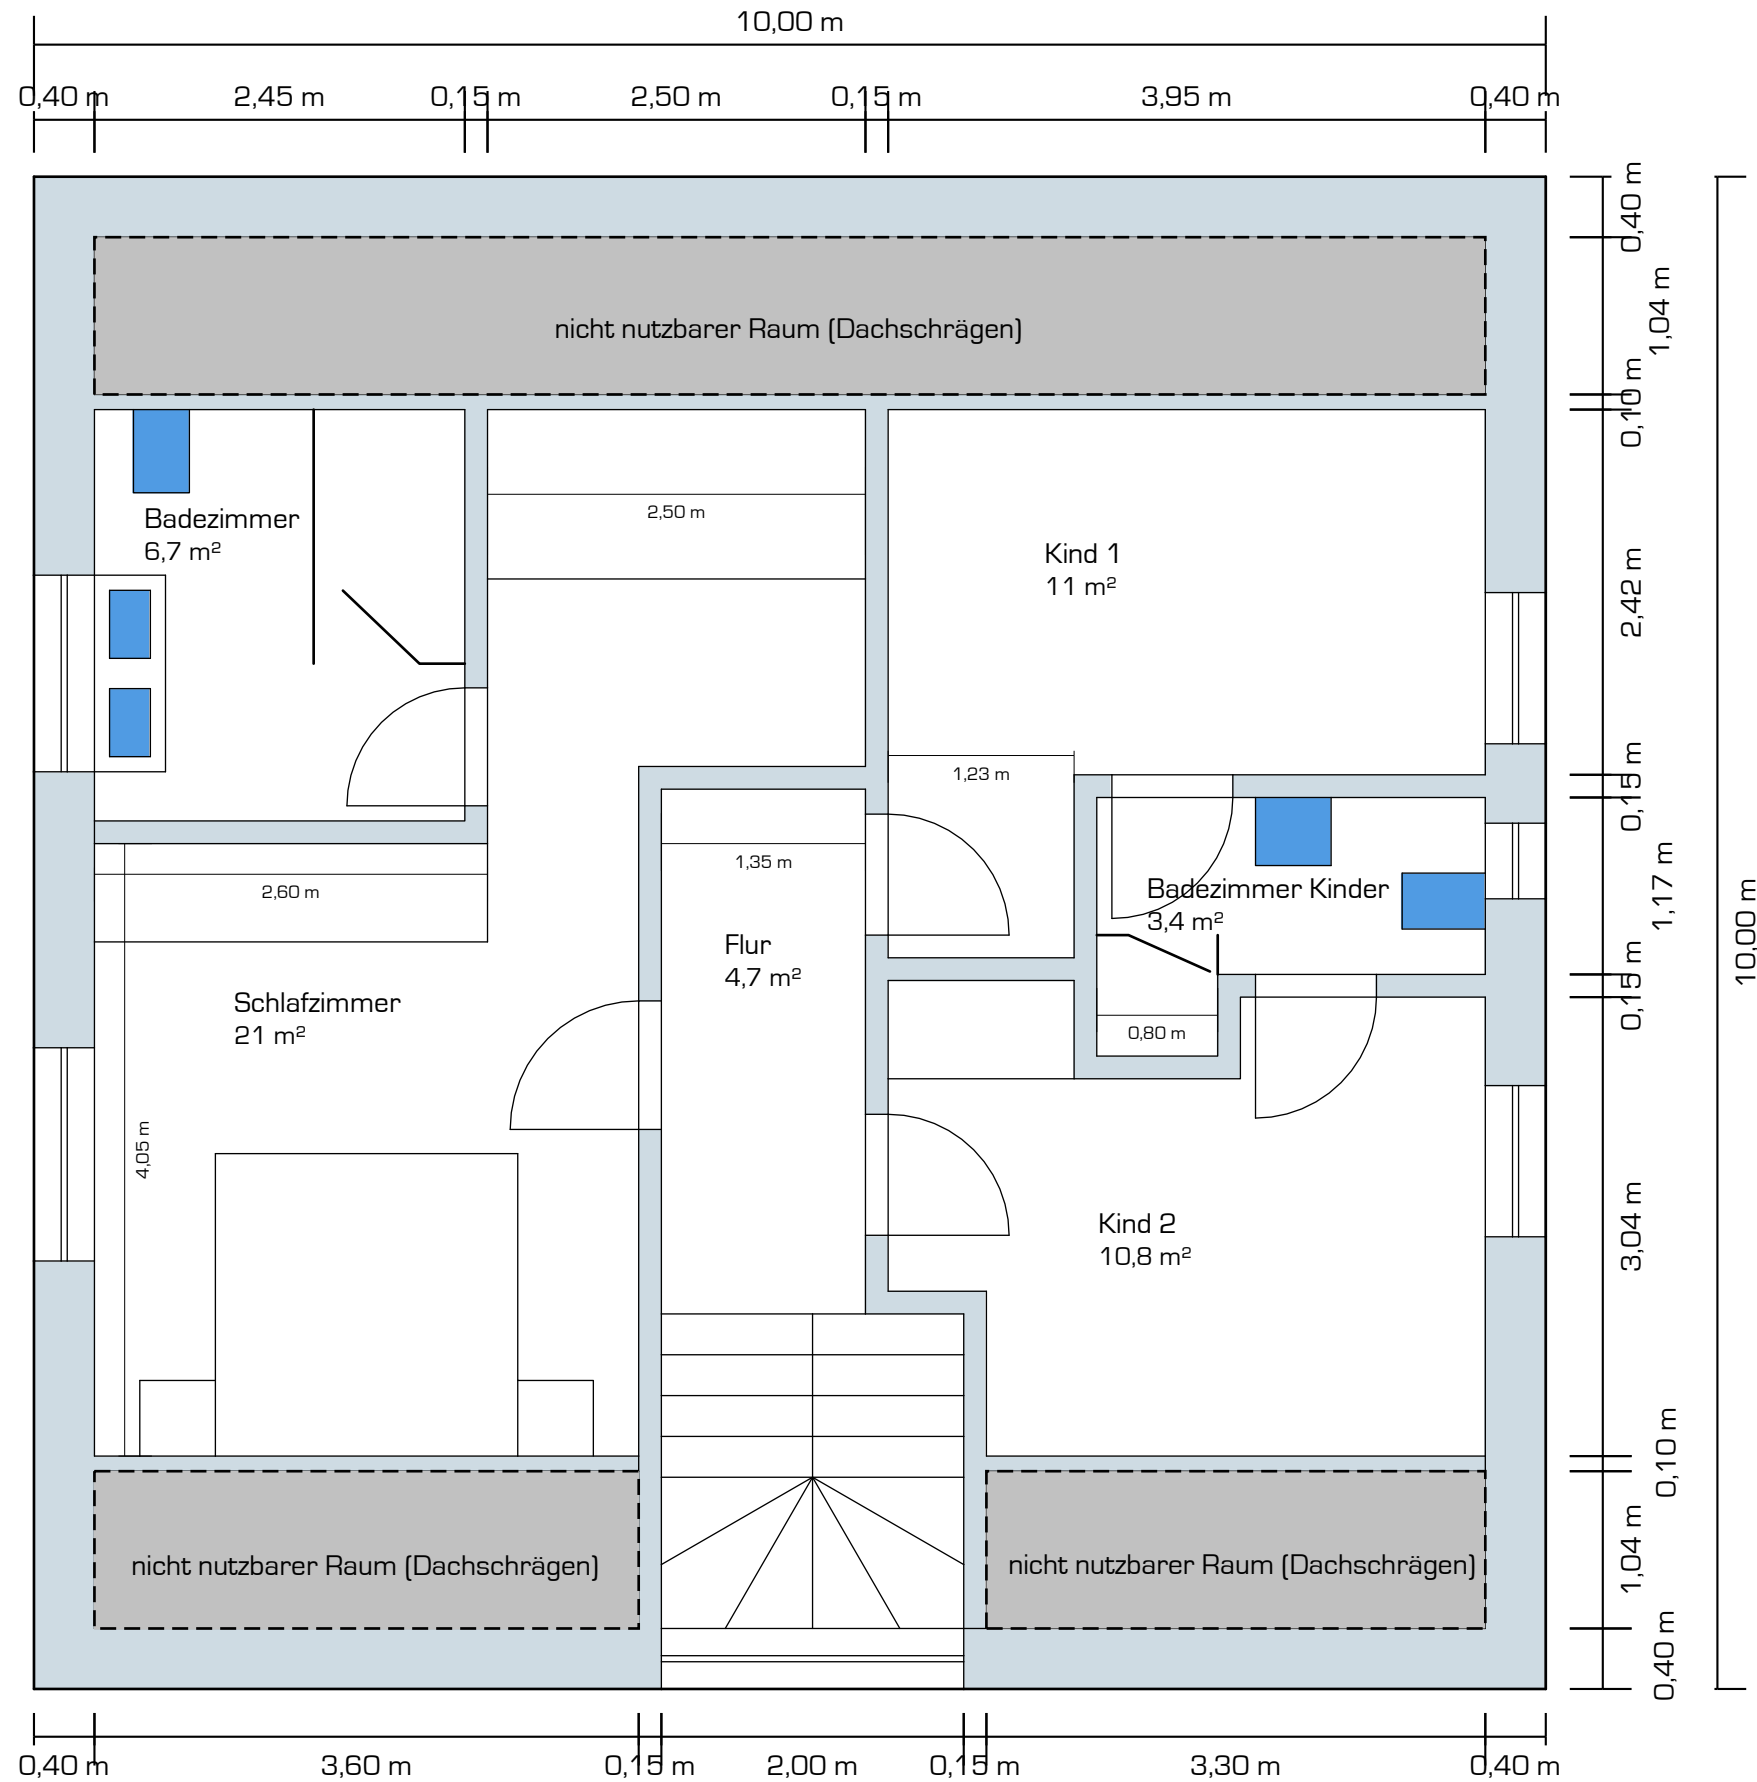 10,00 m
0,40 m
2,45 m
0,15 m
2,50 m
0,15 m
3,95 m
0,40 m
0,40 m
nicht nutzbarer Raum (Dachschrägen)
1,04 m
0,10 m
2,50 m
Badezimmer
6,7 m²
Kind 1
11 m²
2,42 m
1,23 m
0,15 m
1,35 m
2,60 m
Badezimmer Kinder
3,4 m²
1,17 m
10,00 m
Flur
4,7 m²
Schlafzimmer
21 m²
0,80 m
0,15 m
4,05 m
Kind 2
10,8 m²
3,04 m
0,10 m
nicht nutzbarer Raum (Dachschrägen)
nicht nutzbarer Raum (Dachschrägen)
1,04 m
0,40 m
0,40 m
3,60 m
0,15 m
2,00 m
0,15 m
3,30 m
0,40 m